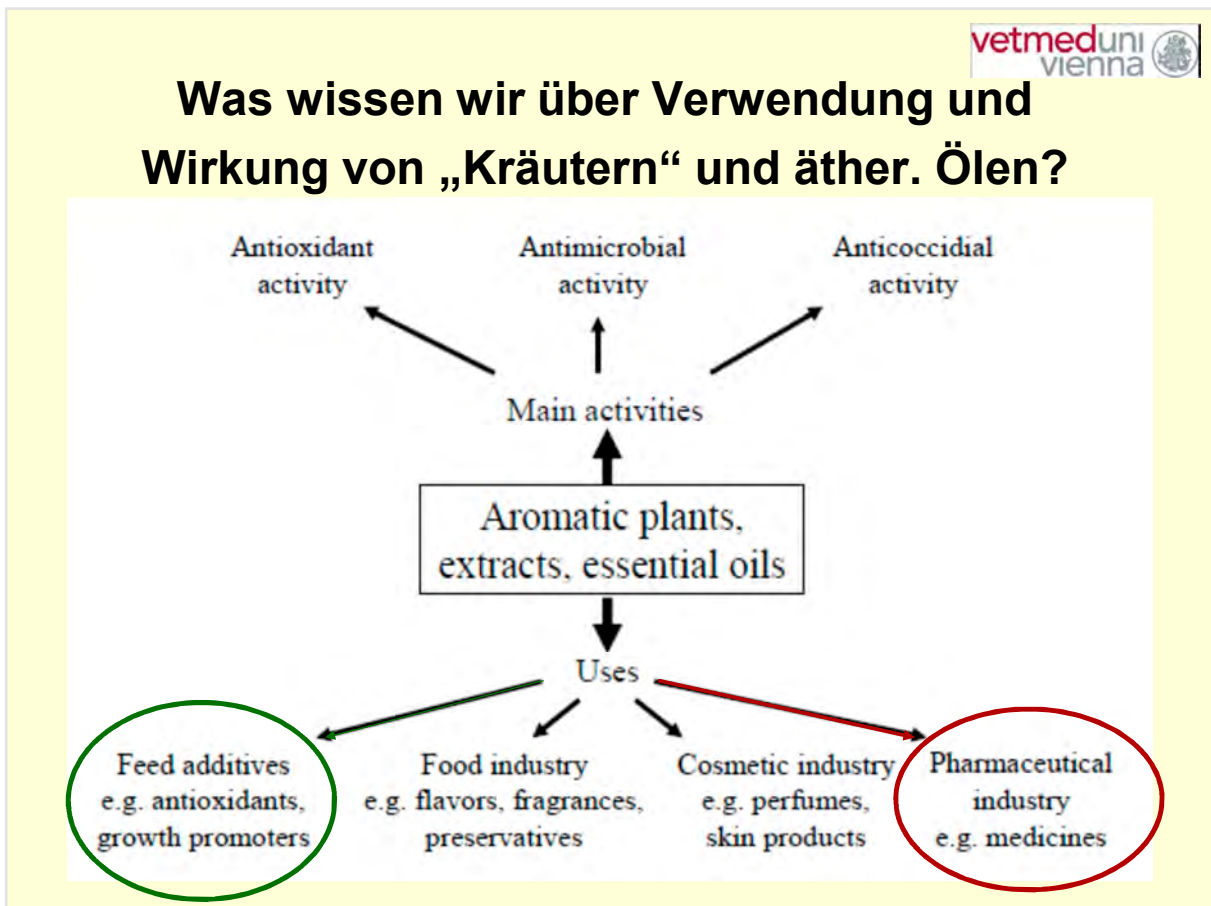 vetmeduni
vienna
Was wissen wir über Verwendung und
Wirkung von „Kräutern“ und äther. Ölen?
Antioxidant
activity
Antimicrobial
activity
Anticoccidial
activity
Main activities
Aromatic plants,
extracts, essential oils
Uses
Feed additives
e.g. antioxidants,
growth promoters
Food industry
e.g. flavors, fragrances,
preservatives
Cosmetic industry
e.g. perfumes,
skin products
Pharmaceutical
industry
e.g. medicines